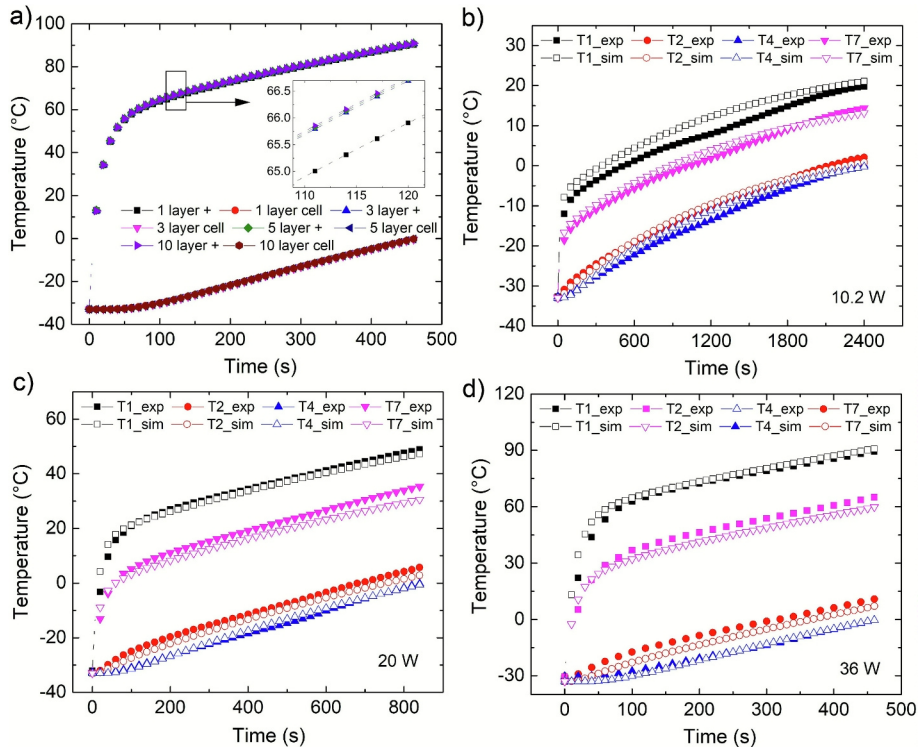 a)
100
80
60
40
20
0
-20
-40
Temperature (°C)
66.5
66.0
65.5
65.0
110 115 120
1 layer + 1 layer cell 3 layer +
3 layer cell 5 layer + 5 layer cell
10 layer + 10 layer cell
0 100 200 300 400 500
Time (s)
b)
T1_exp T2_exp T4_exp T7_exp
T1_sim T2_sim T4_sim T7_sim
30
20
10
0
-10
-20
-30
-40
Temperature (°C)
10.2 W
0 600 1200 1800 2400
Time (s)
c)
T1_exp T2_exp T4_exp T7_exp
T1_sim T2_sim T4_sim T7_sim
60
40
20
0
-20
-40
Temperature (°C)
20 W
0 200 400 600 800
Time (s)
d)
T1_exp T2_exp T4_exp T7_exp
T1_sim T2_sim T4_sim T7_sim
120
90
60
30
0
-30
Temperature (°C)
36 W
0 100 200 300 400 500
Time (s)